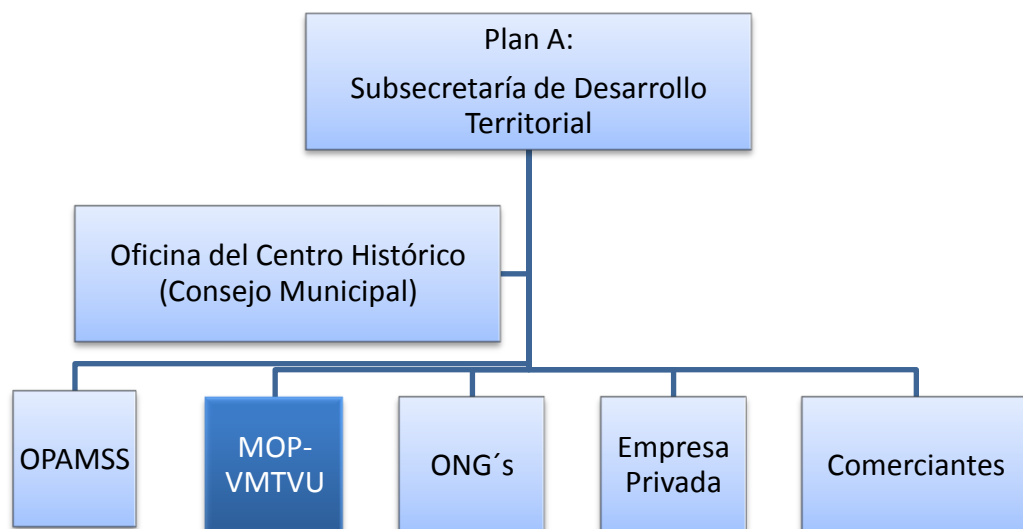 Plan A:
Subsecretaría de Desarrollo
Territorial
Oficina del Centro Histórico
(Consejo Municipal)
OPAMSS
MOP-
VMTVU
ONG´s
Empresa
Privada
Comerciantes